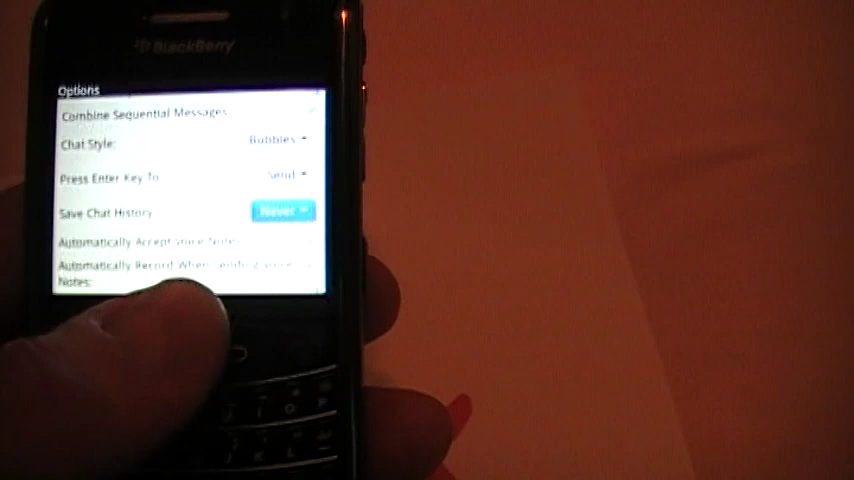 BlackBerry
Options
Combine Sequential Messages
Chat Style: Bubbles
Press Enter Key To: Send
Save Chat History Never
Automatically Accept Voice Notes
Automatically Record When Sending Voice
Notes: